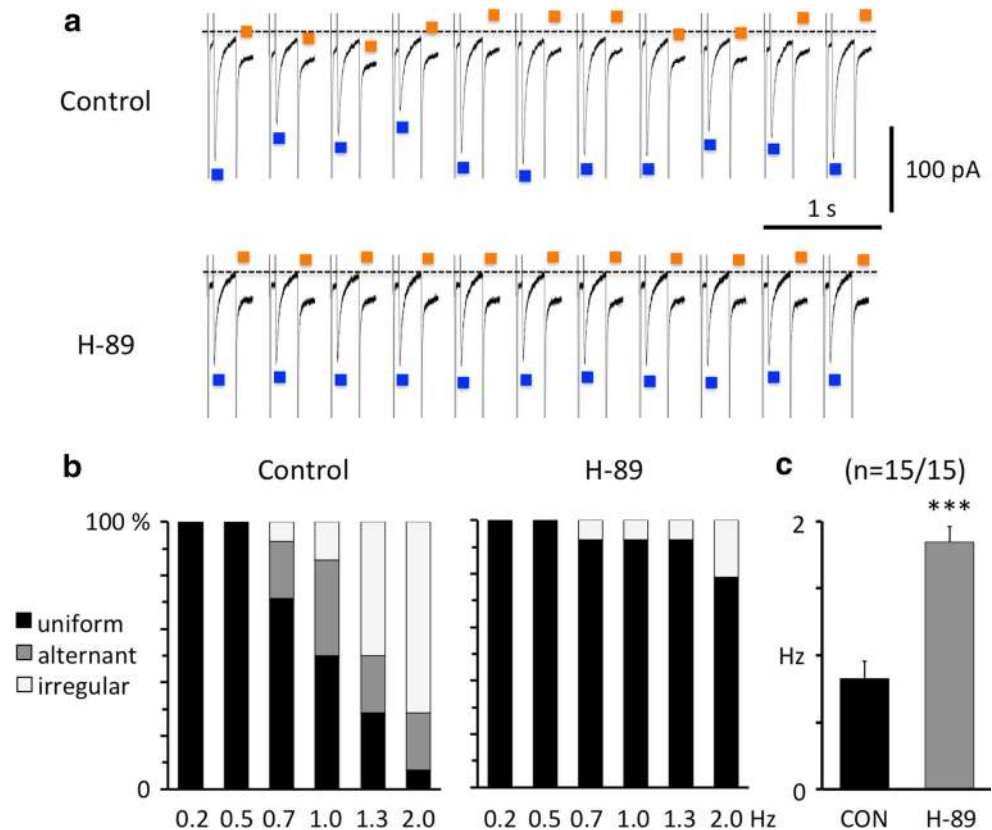 a
Control
100 pA
1 s
H-89
b
Control
H-89
c
(n=15/15)
***
100 %
0
uniform
alternant
irregular
0.2 0.5 0.7 1.0 1.3 2.0
0.2 0.5 0.7 1.0 1.3 2.0 Hz
2
Hz
0
CON H-89